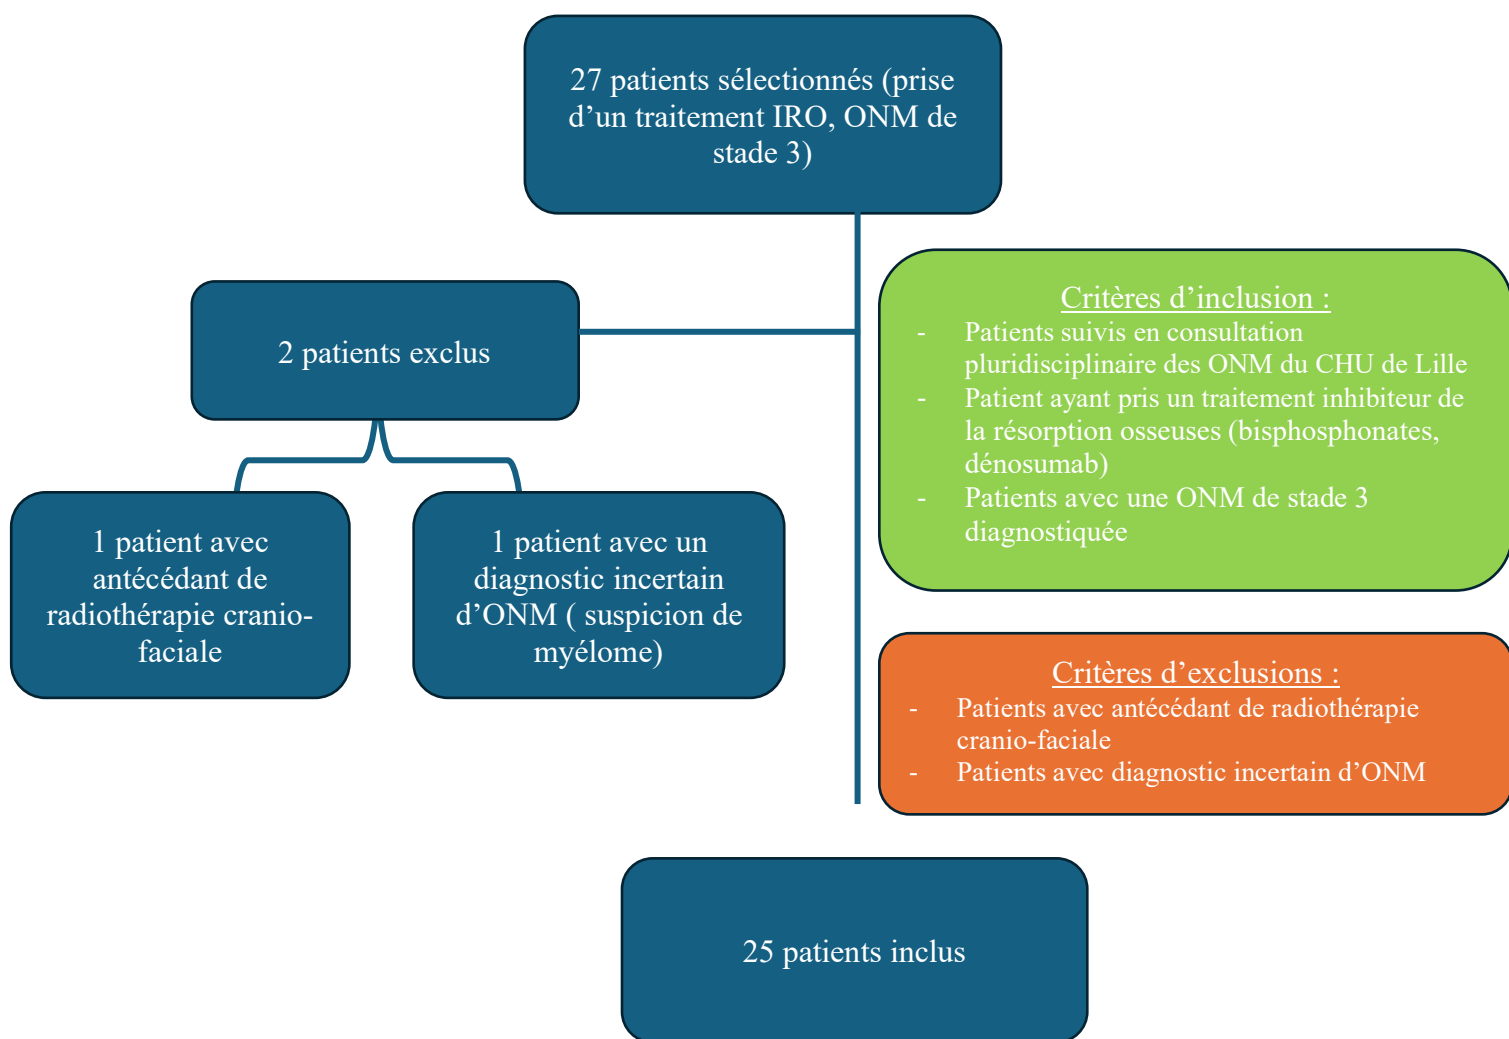 27 patients sélectionnés (prise
d’un traitement IRO, ONM de
stade 3)
2 patients exclus
1 patient avec
antécédant de
radiothérapie cranio-
faciale
1 patient avec un
diagnostic incertain
d’ONM ( suspicion de
myélome)
Critères d’inclusion :
- Patients suivis en consultation
pluridisciplinaire des ONM du CHU de Lille
- Patient ayant pris un traitement inhibiteur de
la résorption osseuses (bisphosphonates,
dénosumab)
- Patients avec une ONM de stade 3
diagnostiquée
Critères d’exclusions :
- Patients avec antécédant de radiothérapie
cranio-faciale
- Patients avec diagnostic incertain d’ONM
25 patients inclus